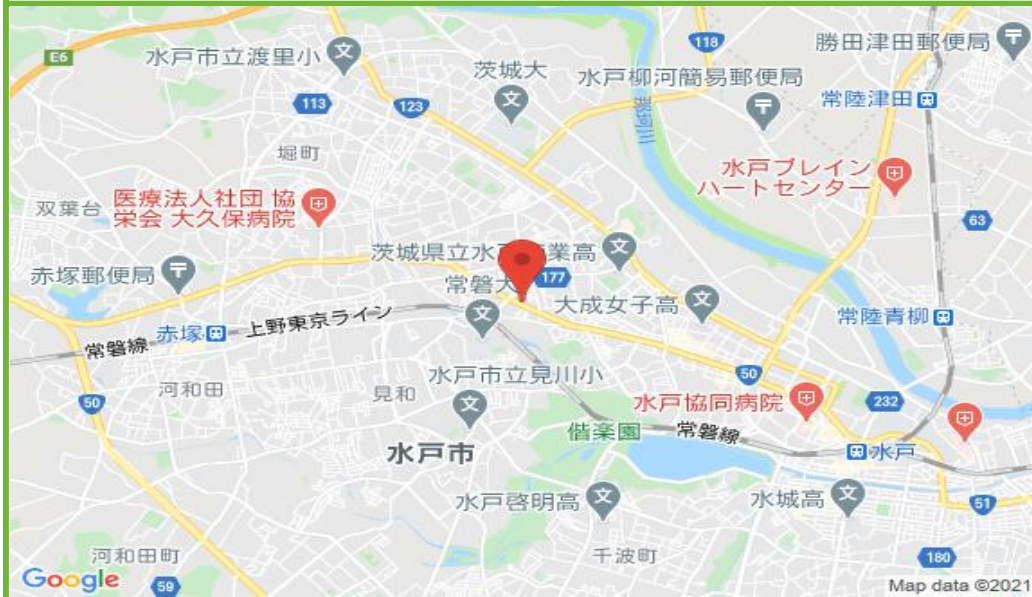 118
勝田津田郵便局
E6
水戸市立渡里小
茨城大
水戸柳河簡易郵便局
常陸津田
113
123
那珂川
堀町
水戸ブレイン
ハートセンター
医療法人社団 協
栄会 大久保病院
双葉台
63
茨城県立水
業高
赤塚郵便局
常磐大
177
大成女子高
赤塚
上野東京ライン
常陸青柳
常磐線
水戸市立見川小
50
河和田
見和
50
水戸協同病院
232
偕楽園
常磐線
水戸市
水戸
水戸啓明高
水城高
51
河和田町
千波町
180
Google
59
Map data ©2021